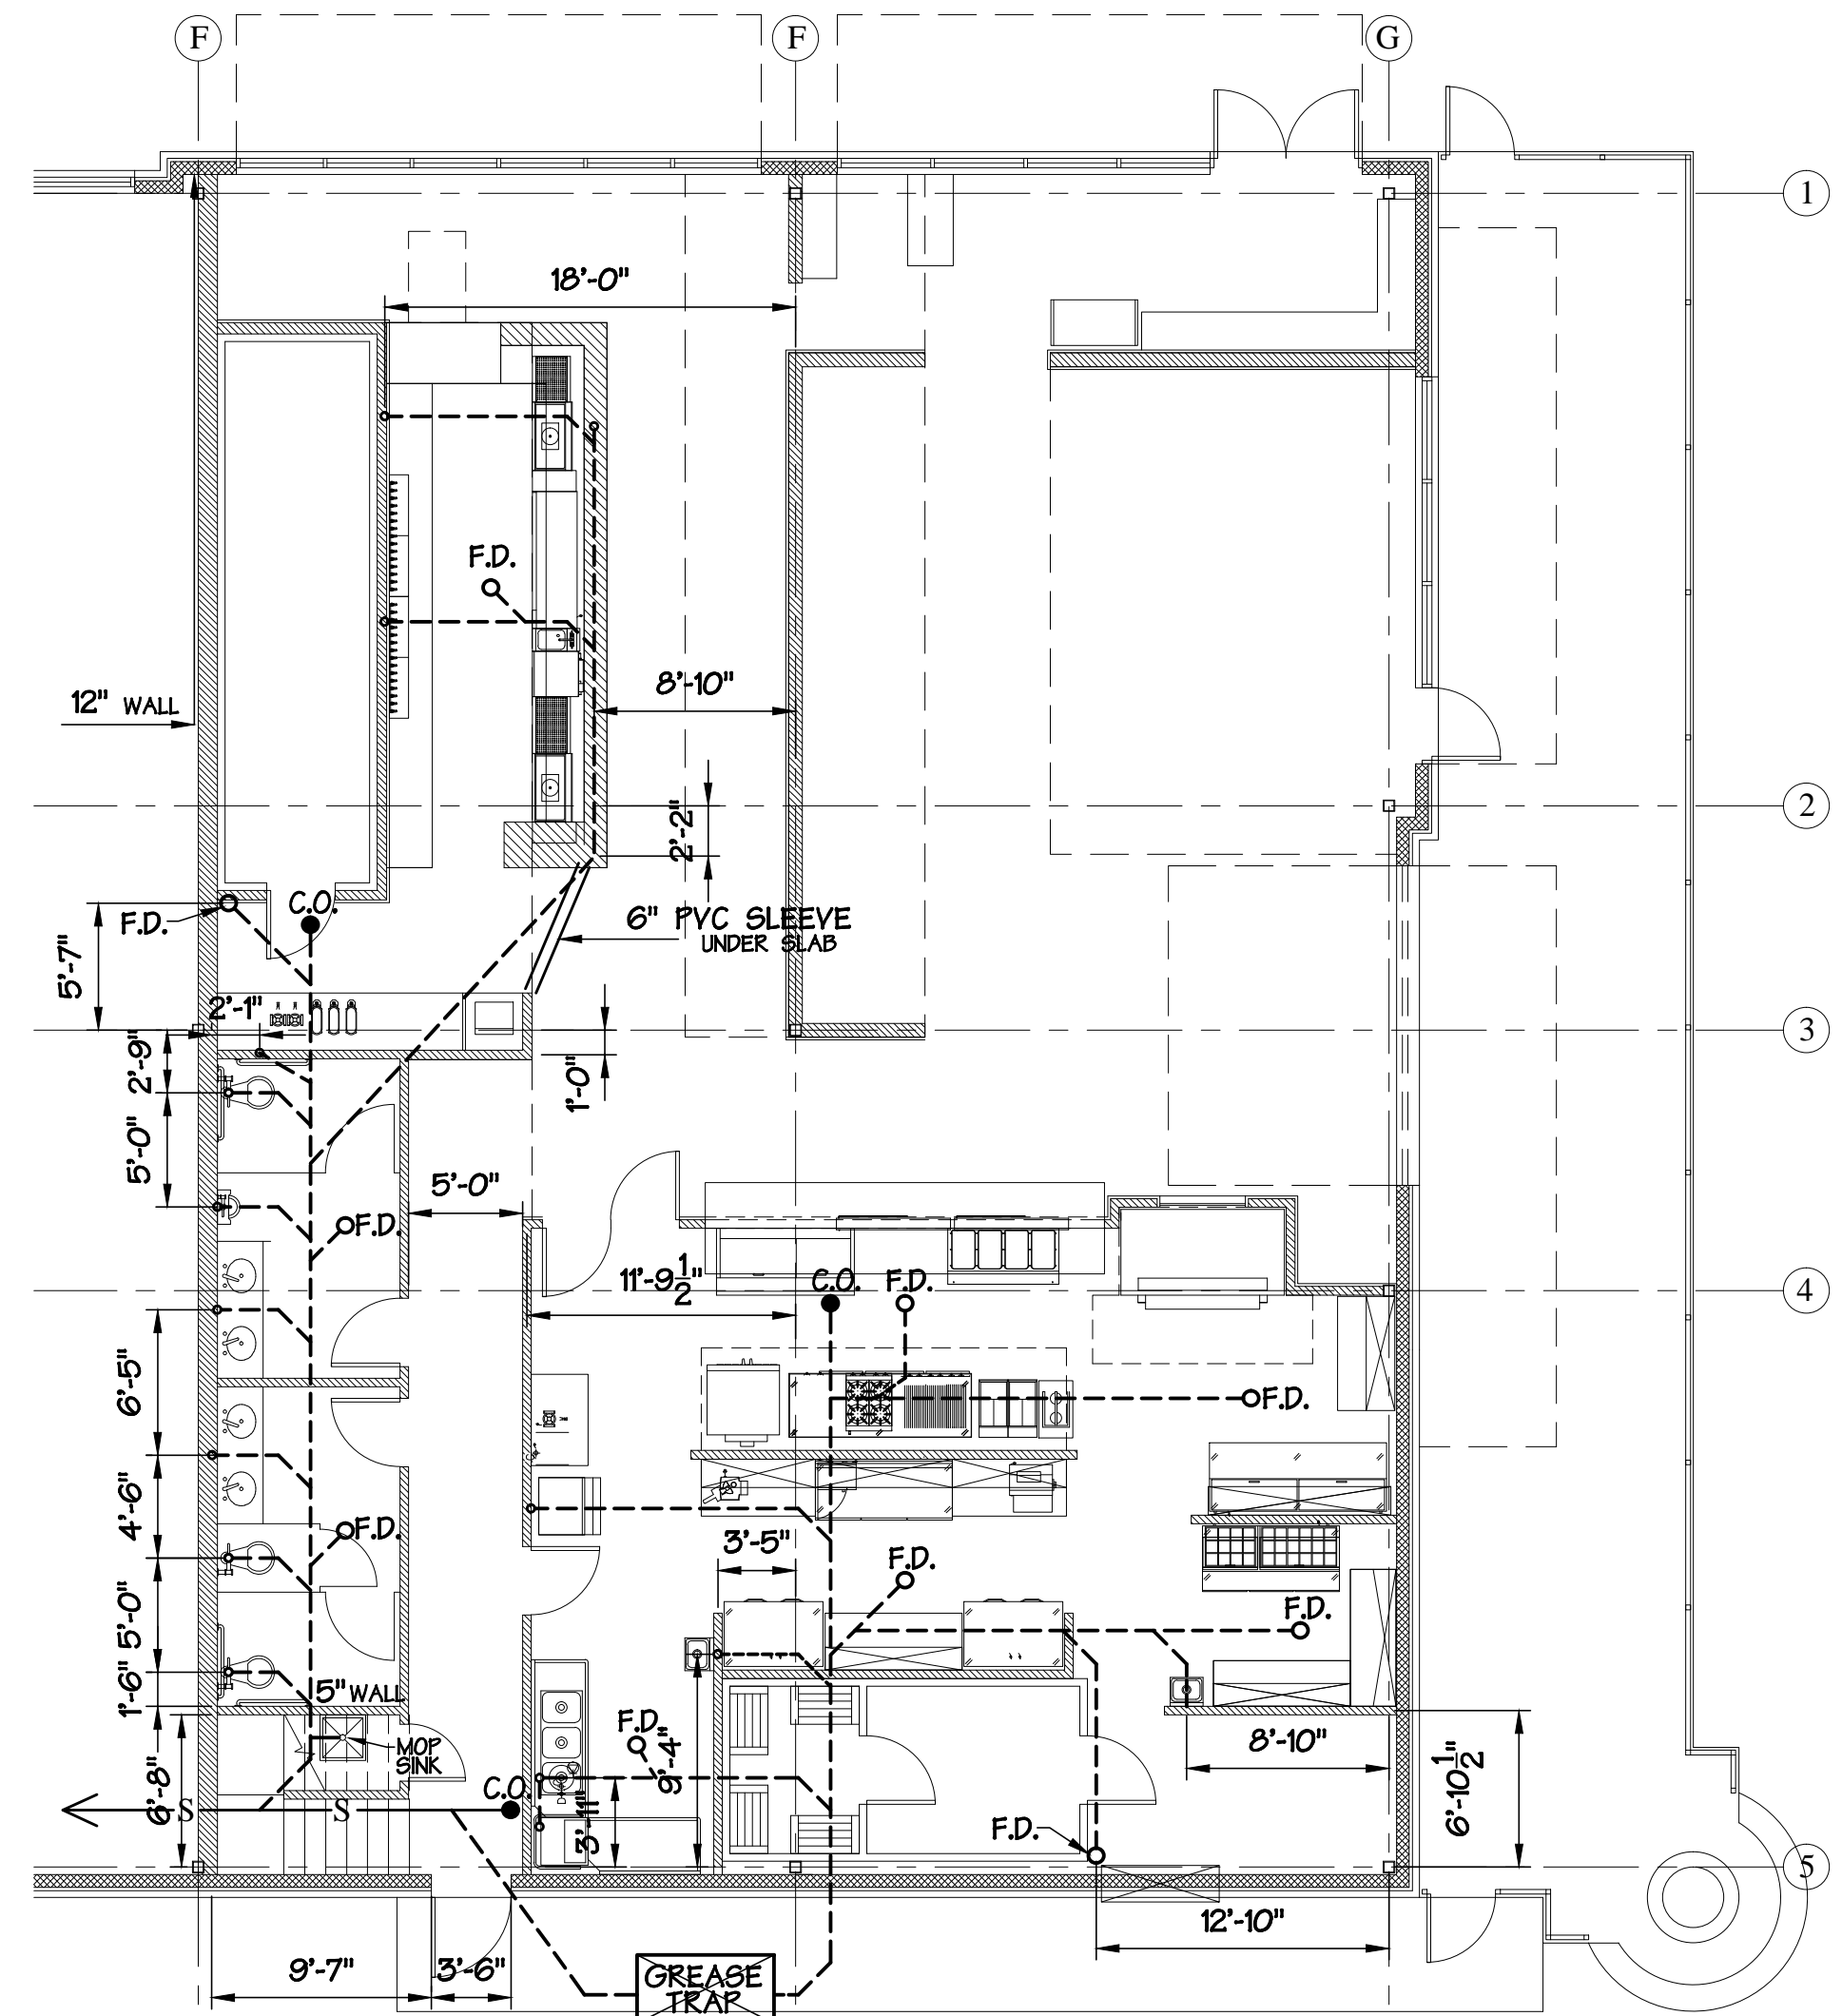 F
F
G
1
18'-0"
F.D.
12" WALL
8'-10"
2'-2"
2
F.D.
C.O.
6" PVC SLEEVE
UNDER SLAB
5'-7"
2'-1"
3
2'-9"
1'-0"
5'-0"
5'-0"
F.D.
11'-9 1/2"
C.O.
F.D.
4
6'-5"
F.D.
4'-6"
F.D.
3'-5"
F.D.
5'-0"
F.D.
1'-6"
5" WALL
F.D.
9'-4"
MOP
SINK
8'-10"
6'-10 1/2"
6'-8"
C.O.
S
S
3'-11"
F.D.
5
12'-10"
9'-7"
3'-6"
GREASE
TRAP